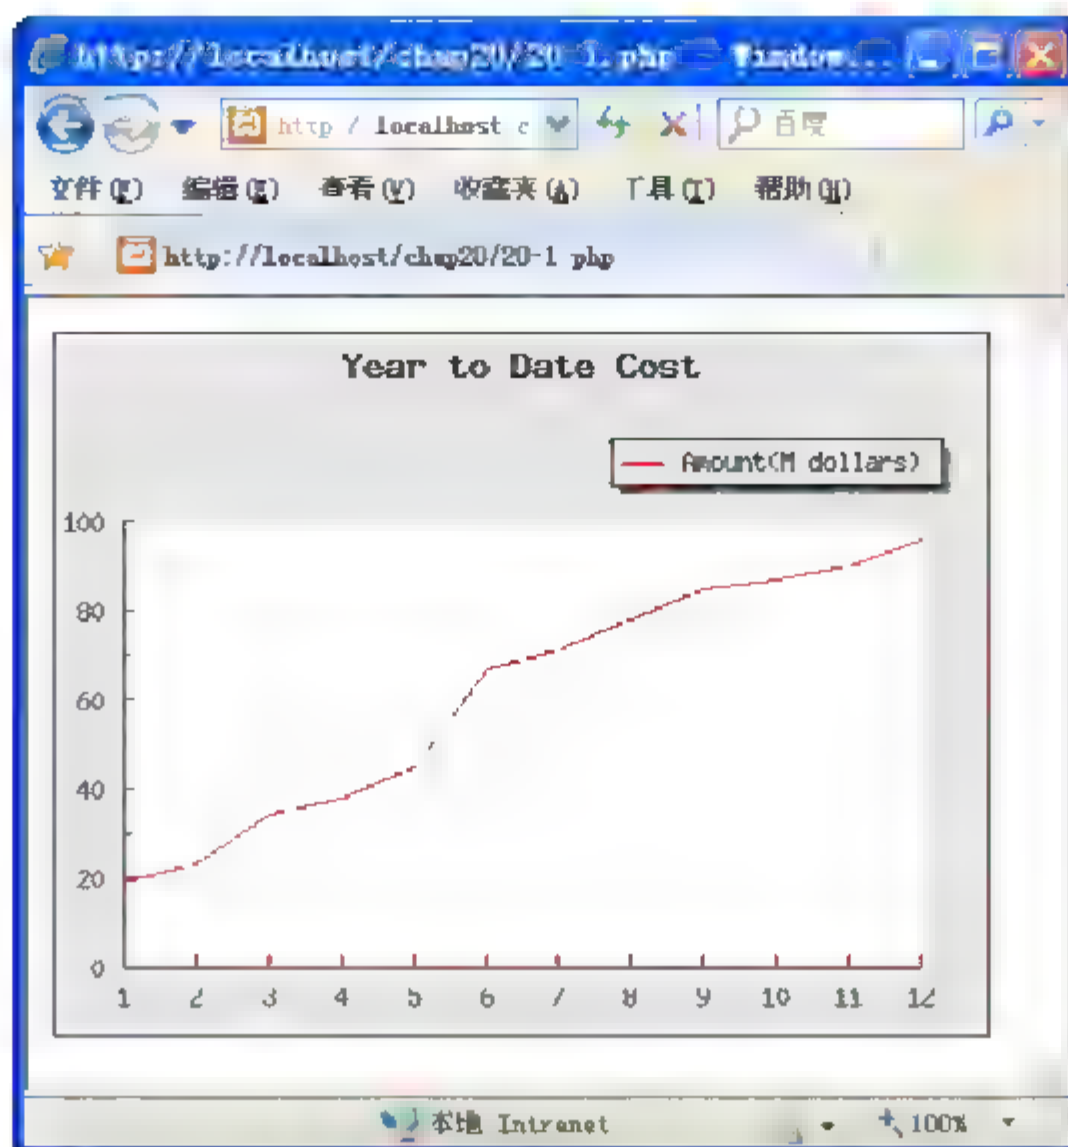 http://localhost/chap20/20-1.php - Window...
http / localhost c
百度
文件(F) 编辑(E) 查看(V) 收藏夹(A) 工具(T) 帮助(H)
http://localhost/chap20/20-1 php
Year to Date Cost
Amount(M dollars)
100
80
60
40
20
0
1 2 3 4 5 6 7 8 9 10 11 12
本地 Intranet
100%